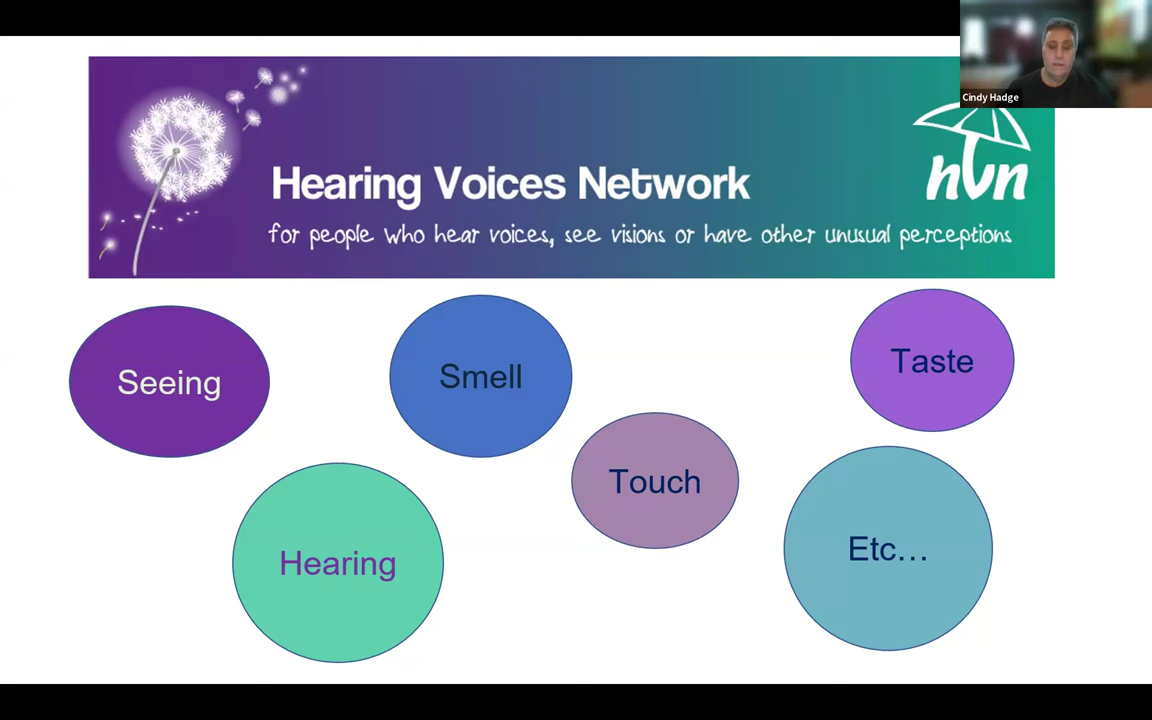 Cindy Hadge
Hearing Voices Network
hvn
for people who hear voices, see visions or have other unusual perceptions
Seeing
Smell
Taste
Touch
Hearing
Etc...